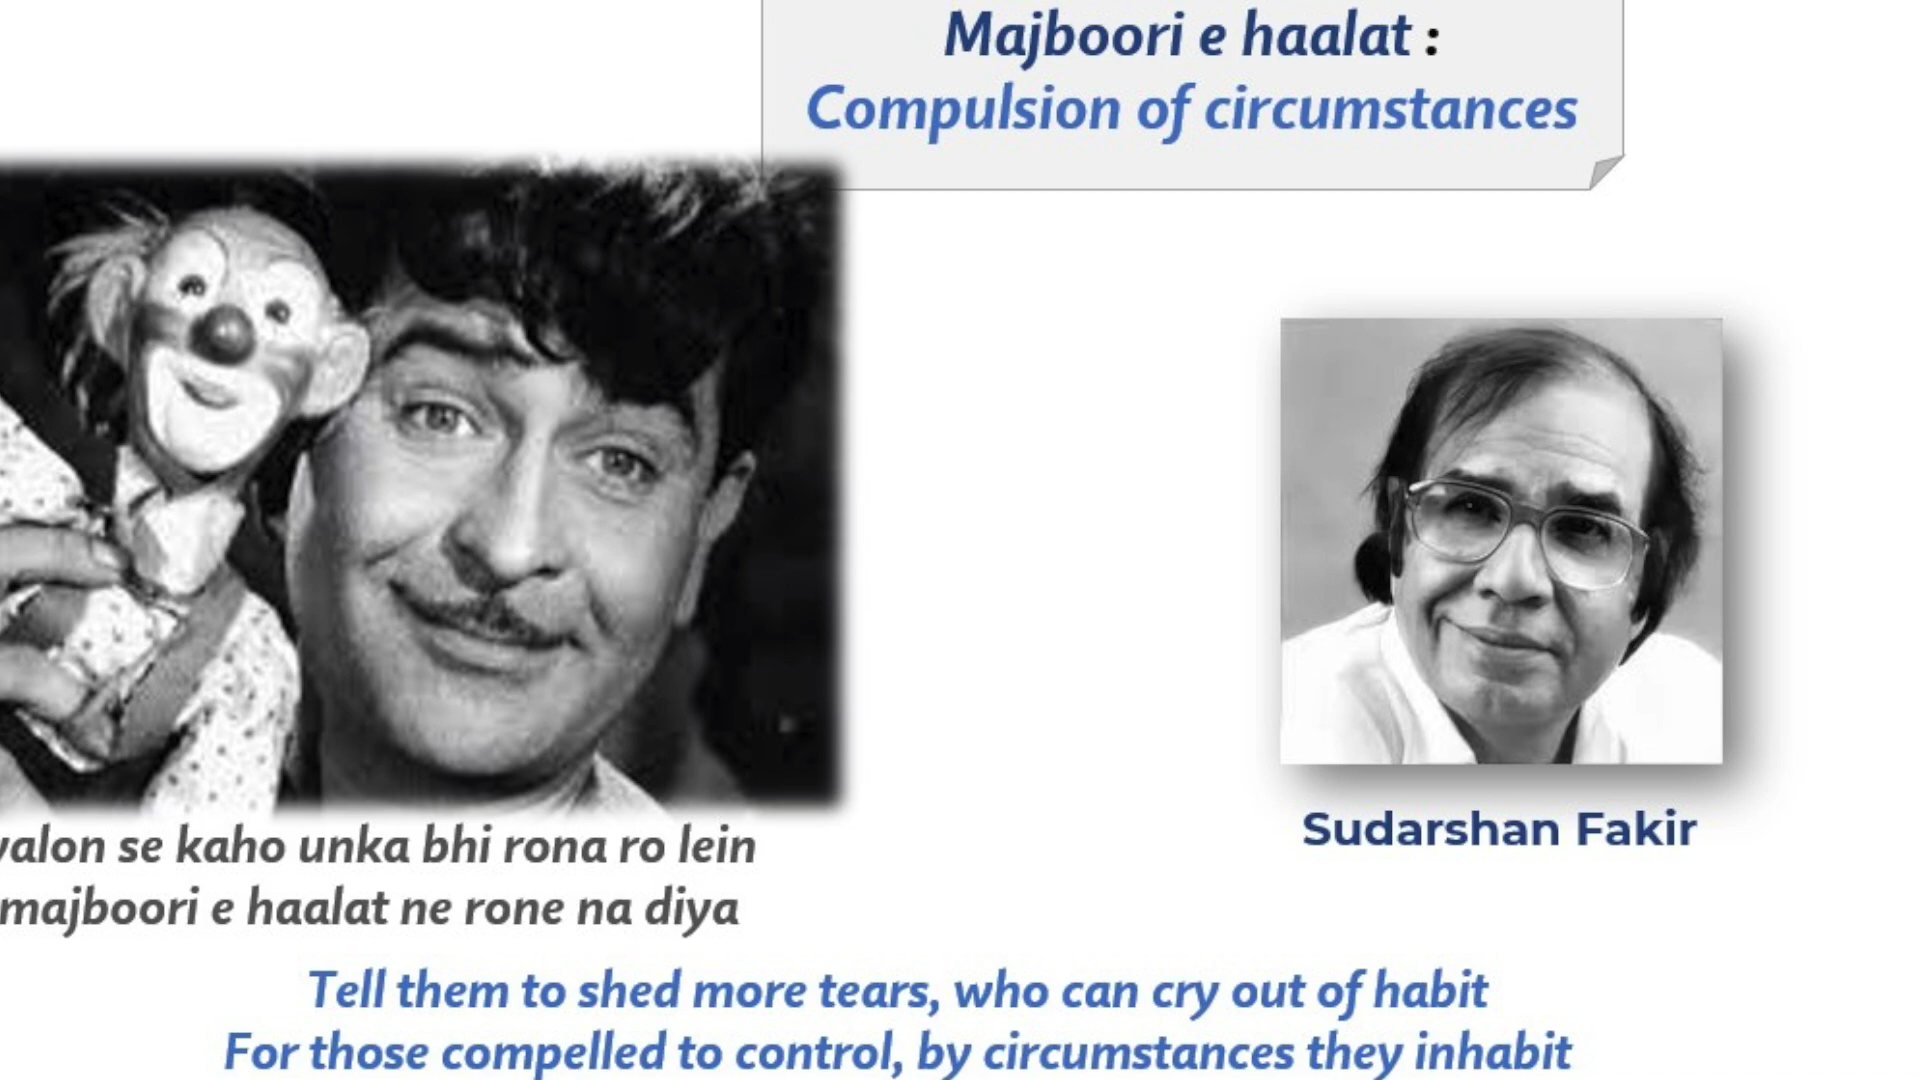 Majboori e haalat :
Compulsion of circumstances
Sudarshan Fakir
se kaho unka bhi rona ro lein
majboori e haalat ne rone na diya
Tell them to shed more tears, who can cry out of habit
For those compelled to control, by circumstances they inhabit